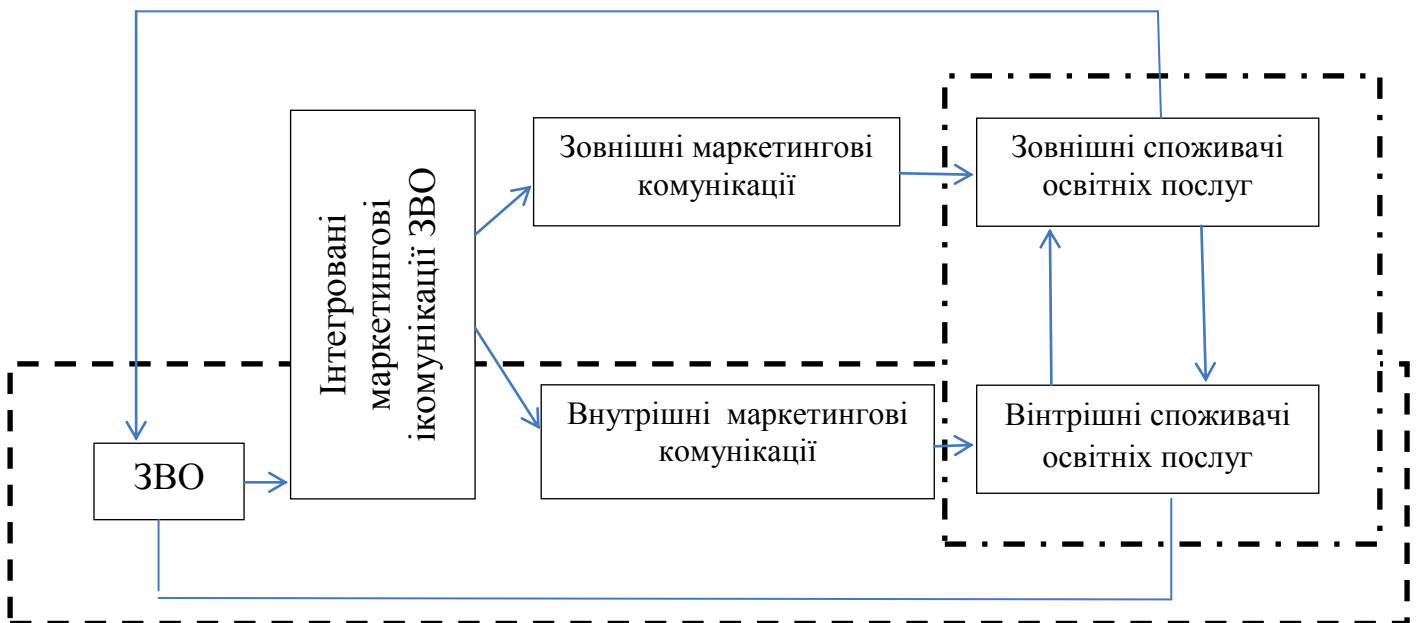 Інтегровані
маркетингові
ікомунікації ЗВО
Зовнішні маркетингові
комунікації
Зовнішні споживачі
освітніх послуг
ЗВО
Внутрішні маркетингові
комунікації
Вінтрішні споживачі
освітніх послуг